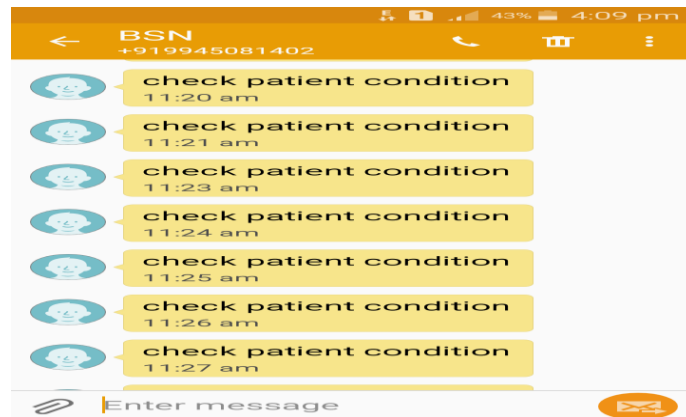 1 43% 4:09 pm
BSN
+919945081402
check patient condition
11:20 am
check patient condition
11:21 am
check patient condition
11:23 am
check patient condition
11:24 am
check patient condition
11:25 am
check patient condition
11:26 am
check patient condition
11:27 am
Enter message